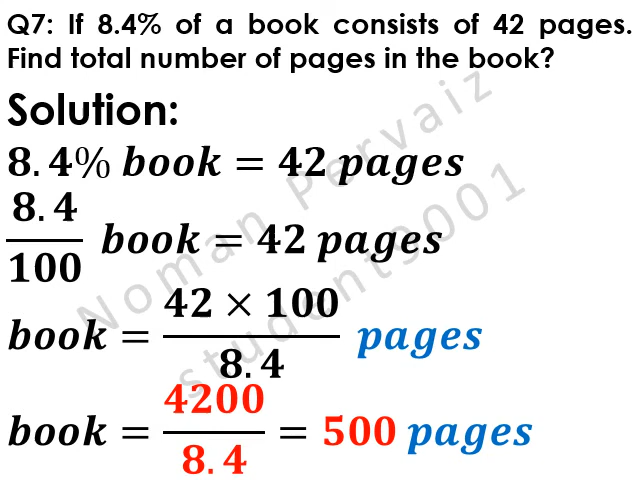 Q7: If 8.4% of a book consists of 42 pages.
Find total number of pages in the book?
Solution:
8.4% book = 42 pages
8.4/100 book = 42 pages
book = 42 × 100/8.4 pages
book = 4200/8.4 = 500 pages
Noman Pervaiz
student9001